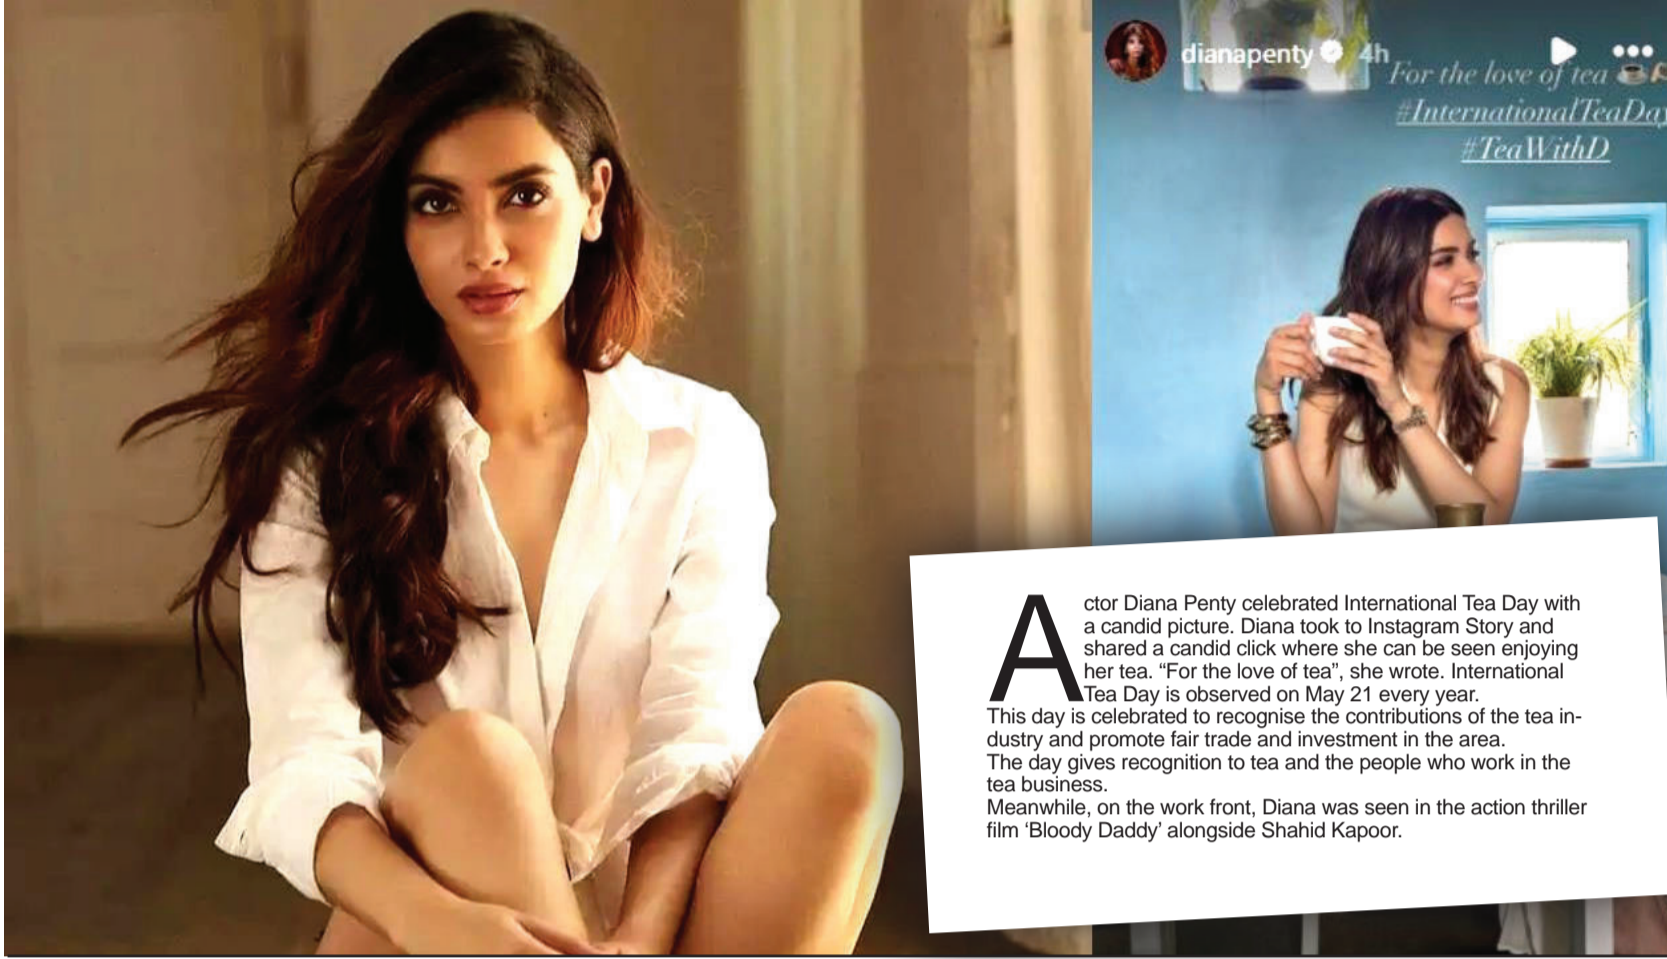 dianapenty 4h
For the love of tea
#InternationalTeaDay
#TeaWithD
Actor Diana Penty celebrated International Tea Day with
a candid picture. Diana took to Instagram Story and
shared a candid click where she can be seen enjoying
her tea. “For the love of tea”, she wrote. International
Tea Day is observed on May 21 every year.
This day is celebrated to recognise the contributions of the tea in-
dustry and promote fair trade and investment in the area.
The day gives recognition to tea and the people who work in the
tea business.
Meanwhile, on the work front, Diana was seen in the action thriller
film ‘Bloody Daddy’ alongside Shahid Kapoor.